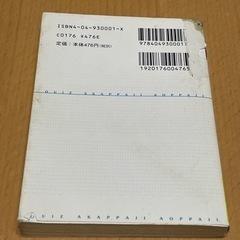 ISBN4-04-930001-X
C0176 ¥476E
定価：本体476円(税別)
9784049300017
1920176004765
QUIZ AKAPPAJI AOPPAJI
QUIZ AKAPPAJI AOPPAJI